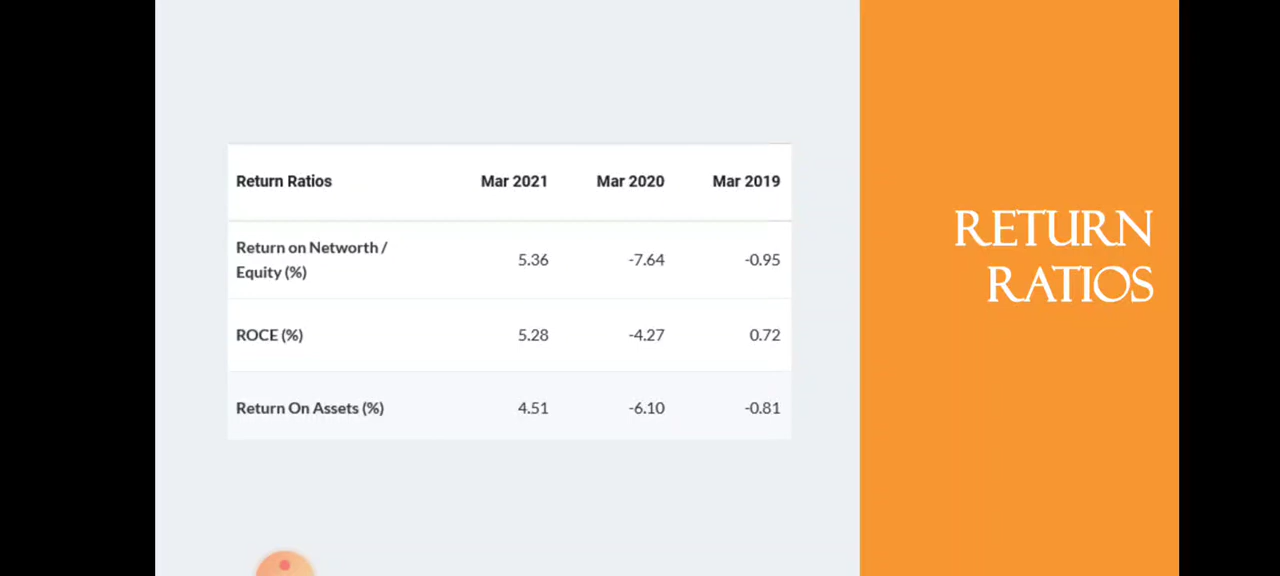 Return Ratios Mar 2021 Mar 2020 Mar 2019
Return on Networth /
Equity (%) 5.36 -7.64 -0.95
ROCE (%) 5.28 -4.27 0.72
Return On Assets (%) 4.51 -6.10 -0.81
RETURN
RATIOS